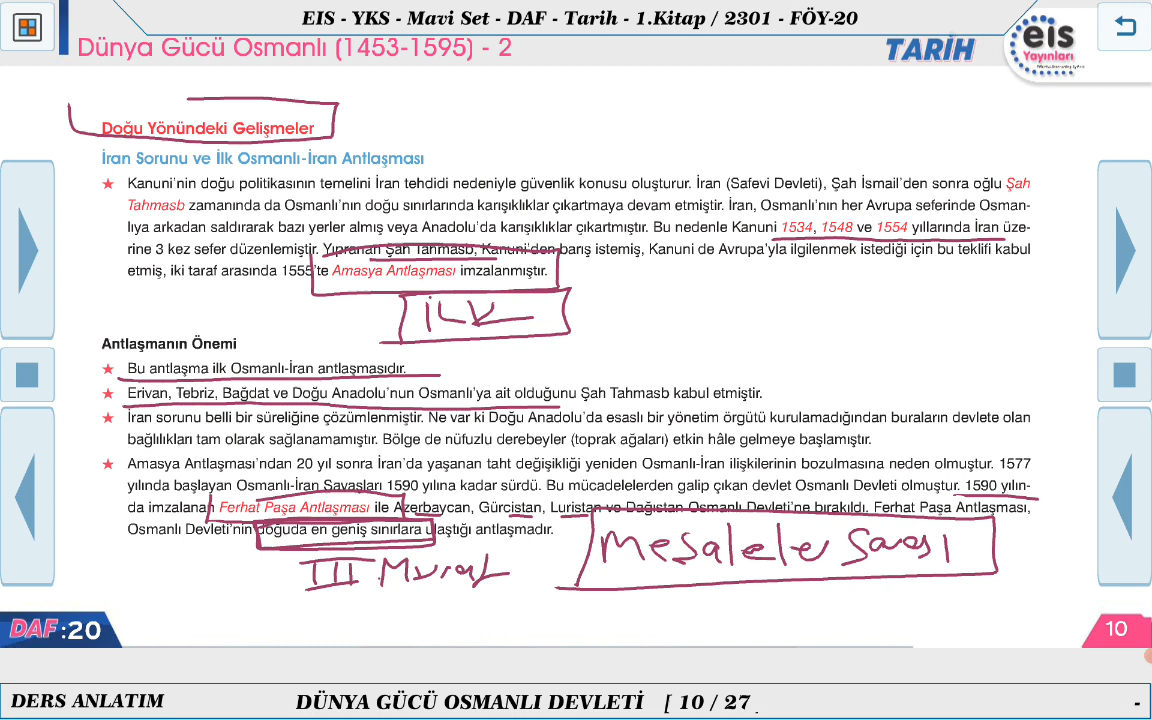 EIS - YKS - Mavi Set - DAF - Tarih - 1.Kitap / 2301 - FÖY-20
Dünya Gücü Osmanlı (1453-1595) - 2
TARİH
eis
Yayınları
Doğu Yönündeki Gelişmeler
İran Sorunu ve İlk Osmanlı-İran Antlaşması
★ Kanuni'nin doğu politikasının temelini İran tehdidi nedeniyle güvenlik konusu oluşturur. İran (Safevi Devleti), Şah İsmail'den sonra oğlu Şah
Tahmasb zamanında da Osmanlı'nın doğu sınırlarında karışıklıklar çıkartmaya devam etmiştir. İran, Osmanlı'nın her Avrupa seferinde Osman-
lıya arkadan saldırarak bazı yerler almış veya Anadolu'da karışıklıklar çıkartmıştır. Bu nedenle Kanuni 1534, 1548 ve 1554 yıllarında İran üze-
rine 3 kez sefer düzenlemiştir. Yıpranan Şah Tahmasb, Kanuni'den barış istemiş, Kanuni de Avrupa'yla ilgilenmek istediği için bu teklifi kabul
etmiş, iki taraf arasında 1555'te Amasya Antlaşması imzalanmıştır.
İLK
Antlaşmanın Önemi
★ Bu antlaşma ilk Osmanlı-İran antlaşmasıdır.
★ Erivan, Tebriz, Bağdat ve Doğu Anadolu'nun Osmanlı'ya ait olduğunu Şah Tahmasb kabul etmiştir.
★ İran sorunu belli bir süreliğine çözümlenmiştir. Ne var ki Doğu Anadolu'da esaslı bir yönetim örgütü kurulamadığından buraların devlete olan
bağlılıkları tam olarak sağlanamamıştır. Bölge de nüfuzlu derebeyler (toprak ağaları) etkin hâle gelmeye başlamıştır.
★ Amasya Antlaşması'ndan 20 yıl sonra İran'da yaşanan taht değişikliği yeniden Osmanlı-İran ilişkilerinin bozulmasına neden olmuştur. 1577
yılında başlayan Osmanlı-İran Savaşları 1590 yılına kadar sürdü. Bu mücadelelerden galip çıkan devlet Osmanlı Devleti olmuştur. 1590 yılın-
da imzalanan Ferhat Paşa Antlaşması ile Azerbaycan, Gürcistan, Luristan ve Dağıstan Osmanlı Devleti'ne bırakıldı. Ferhat Paşa Antlaşması,
Osmanlı Devleti'nin doğuda en geniş sınırlara ulaştığı antlaşmadır.
Meşaleler Savaşı
III Murat
DAF :20
10
DERS ANLATIM
DÜNYA GÜCÜ OSMANLI DEVLETİ [ 10 / 27
-